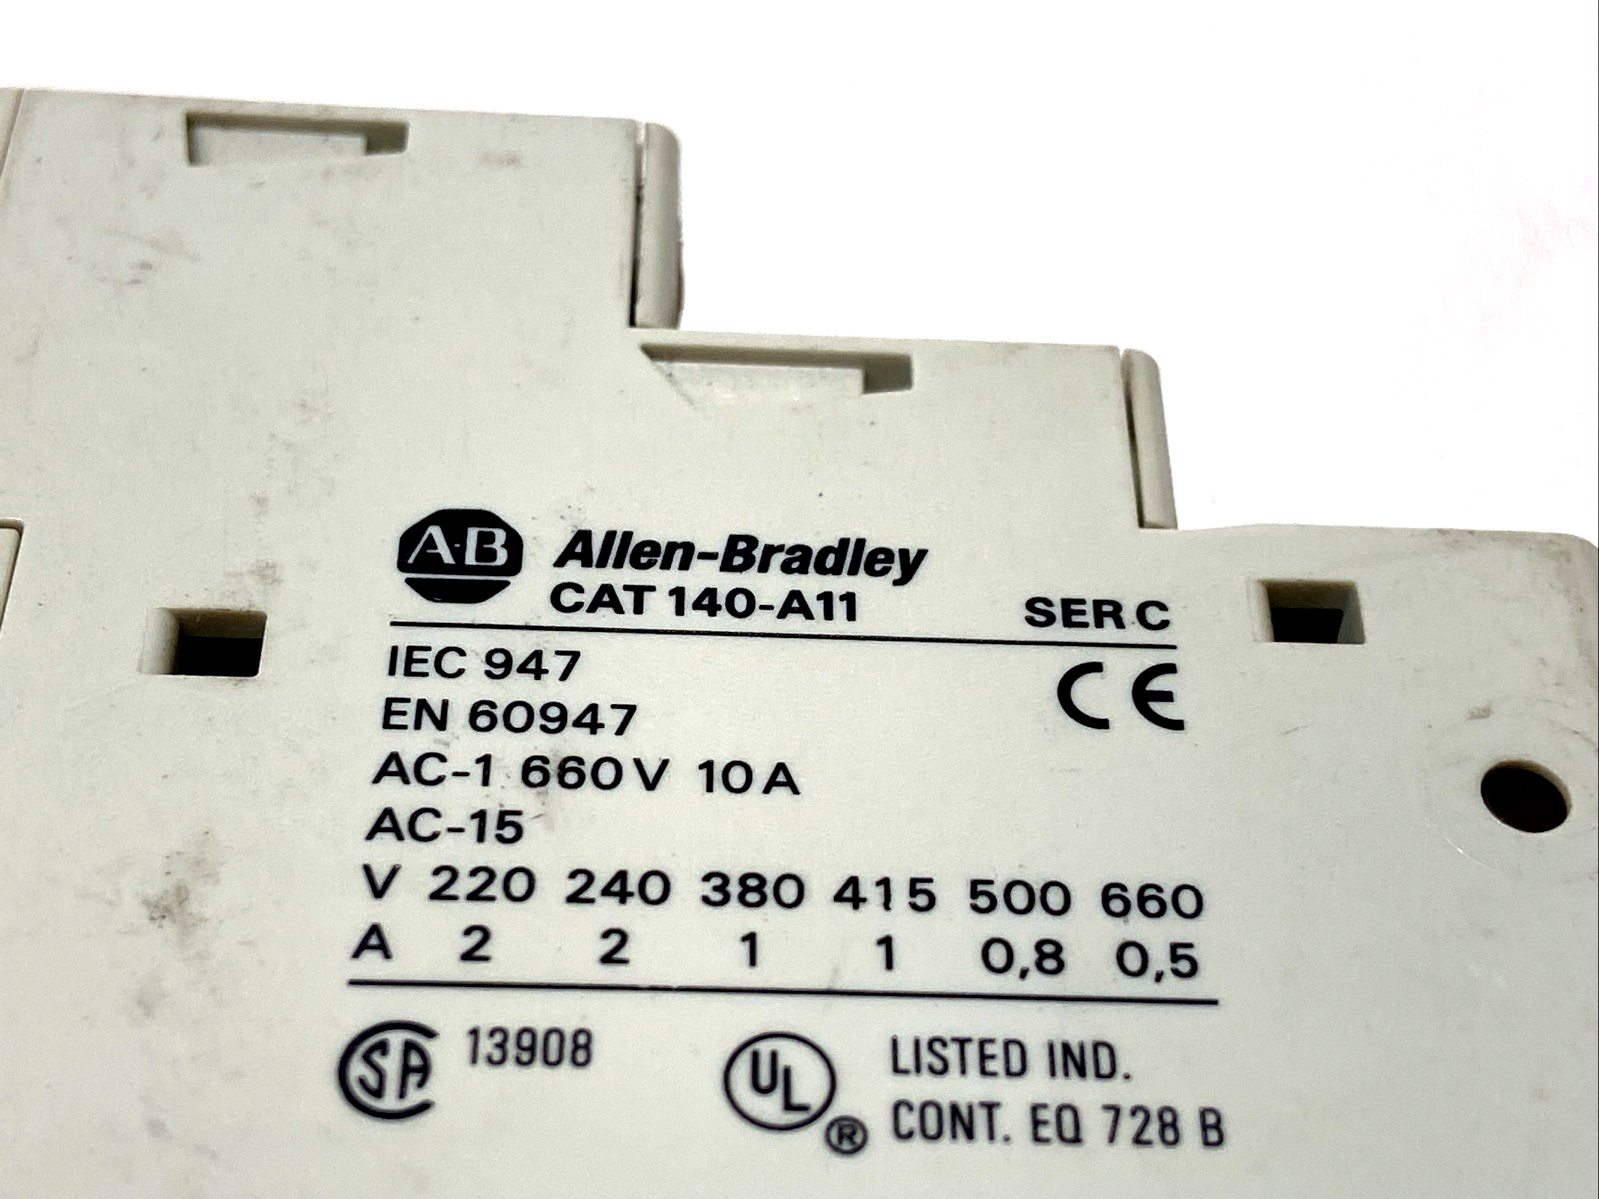 A-B Allen-Bradley
CAT 140-A11 SER C
IEC 947
EN 60947
AC-1 660V 10A
AC-15
V 220 240 380 415 500 660
A 2 2 1 1 0,8 0,5
SA 13908
UL ® LISTED IND.
CONT. EQ 728 B
CE